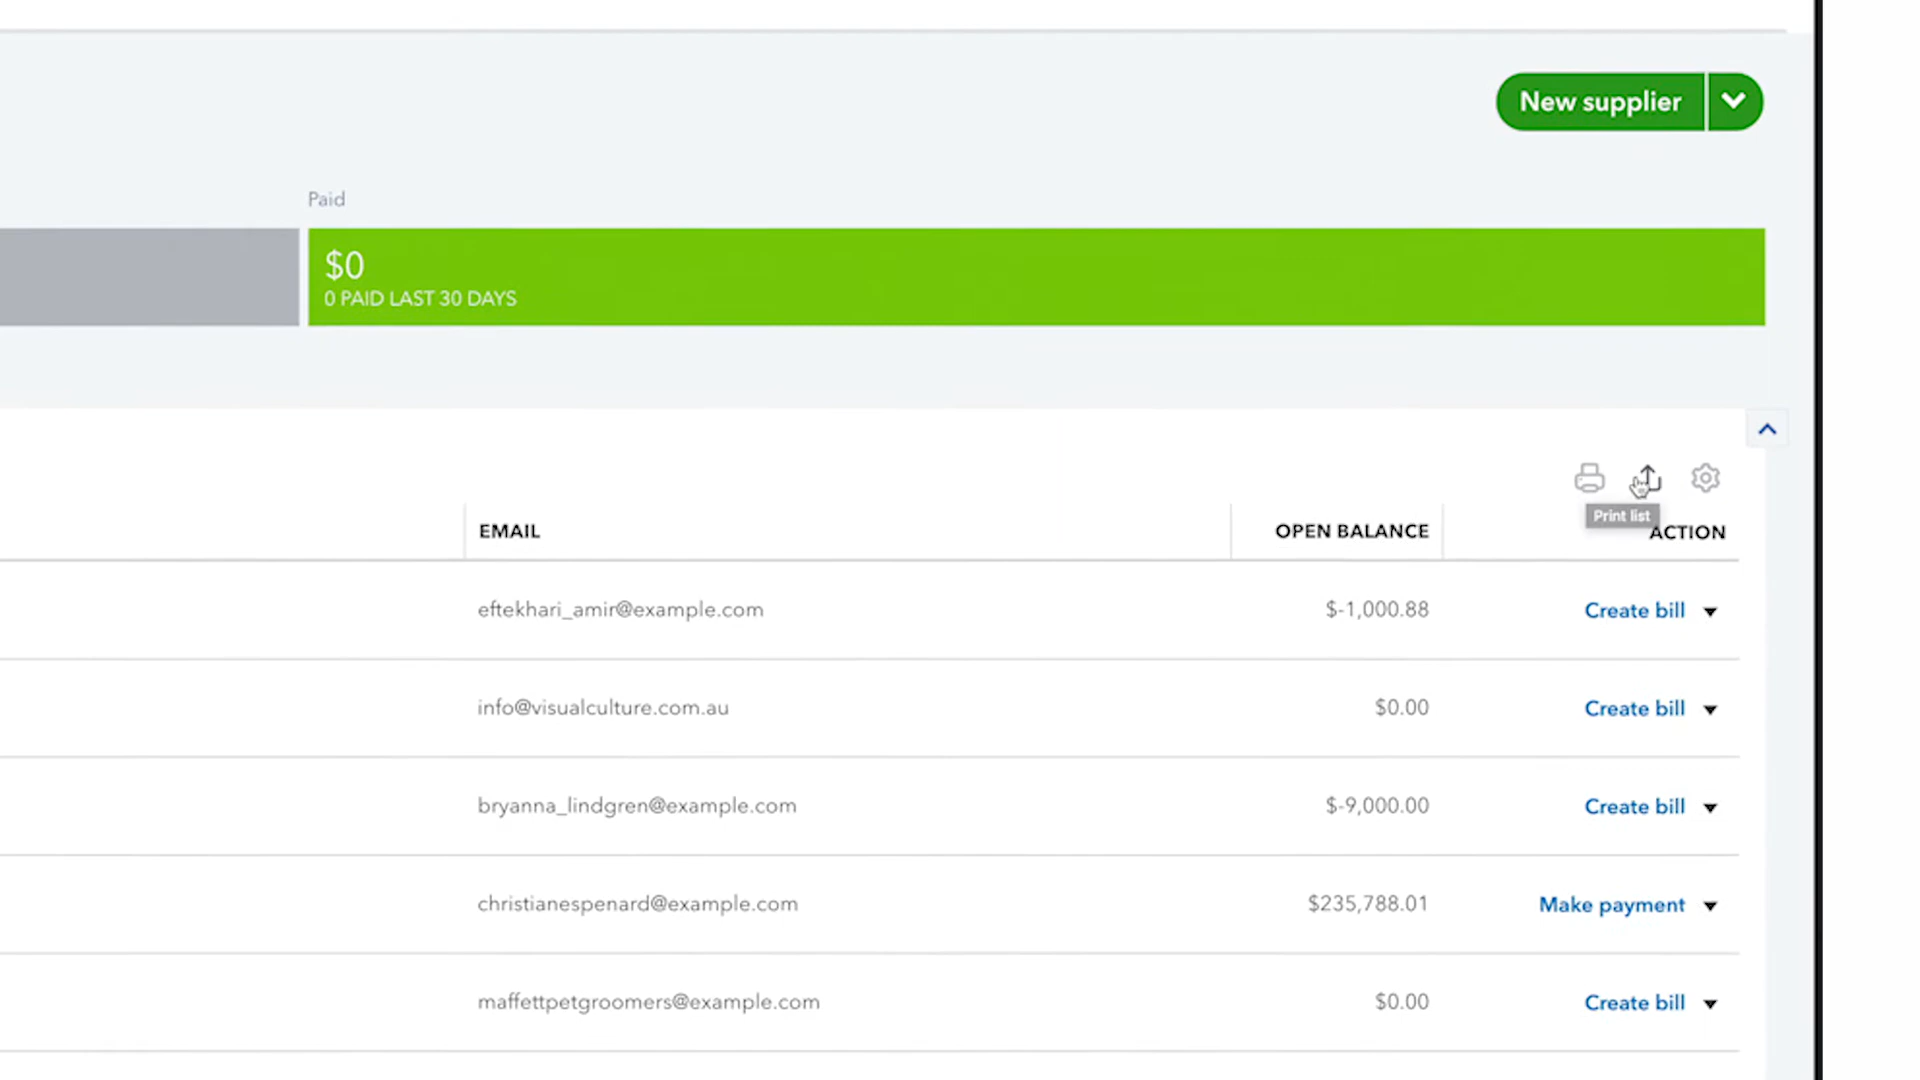 New supplier
Paid
$0
0 PAID LAST 30 DAYS
Print list
EMAIL OPEN BALANCE ACTION
eftekhari_amir@example.com $-1,000.88 Create bill
info@visualculture.com.au $0.00 Create bill
bryanna_lindgren@example.com $-9,000.00 Create bill
christianespenard@example.com $235,788.01 Make payment
maffettpetgroomers@example.com $0.00 Create bill